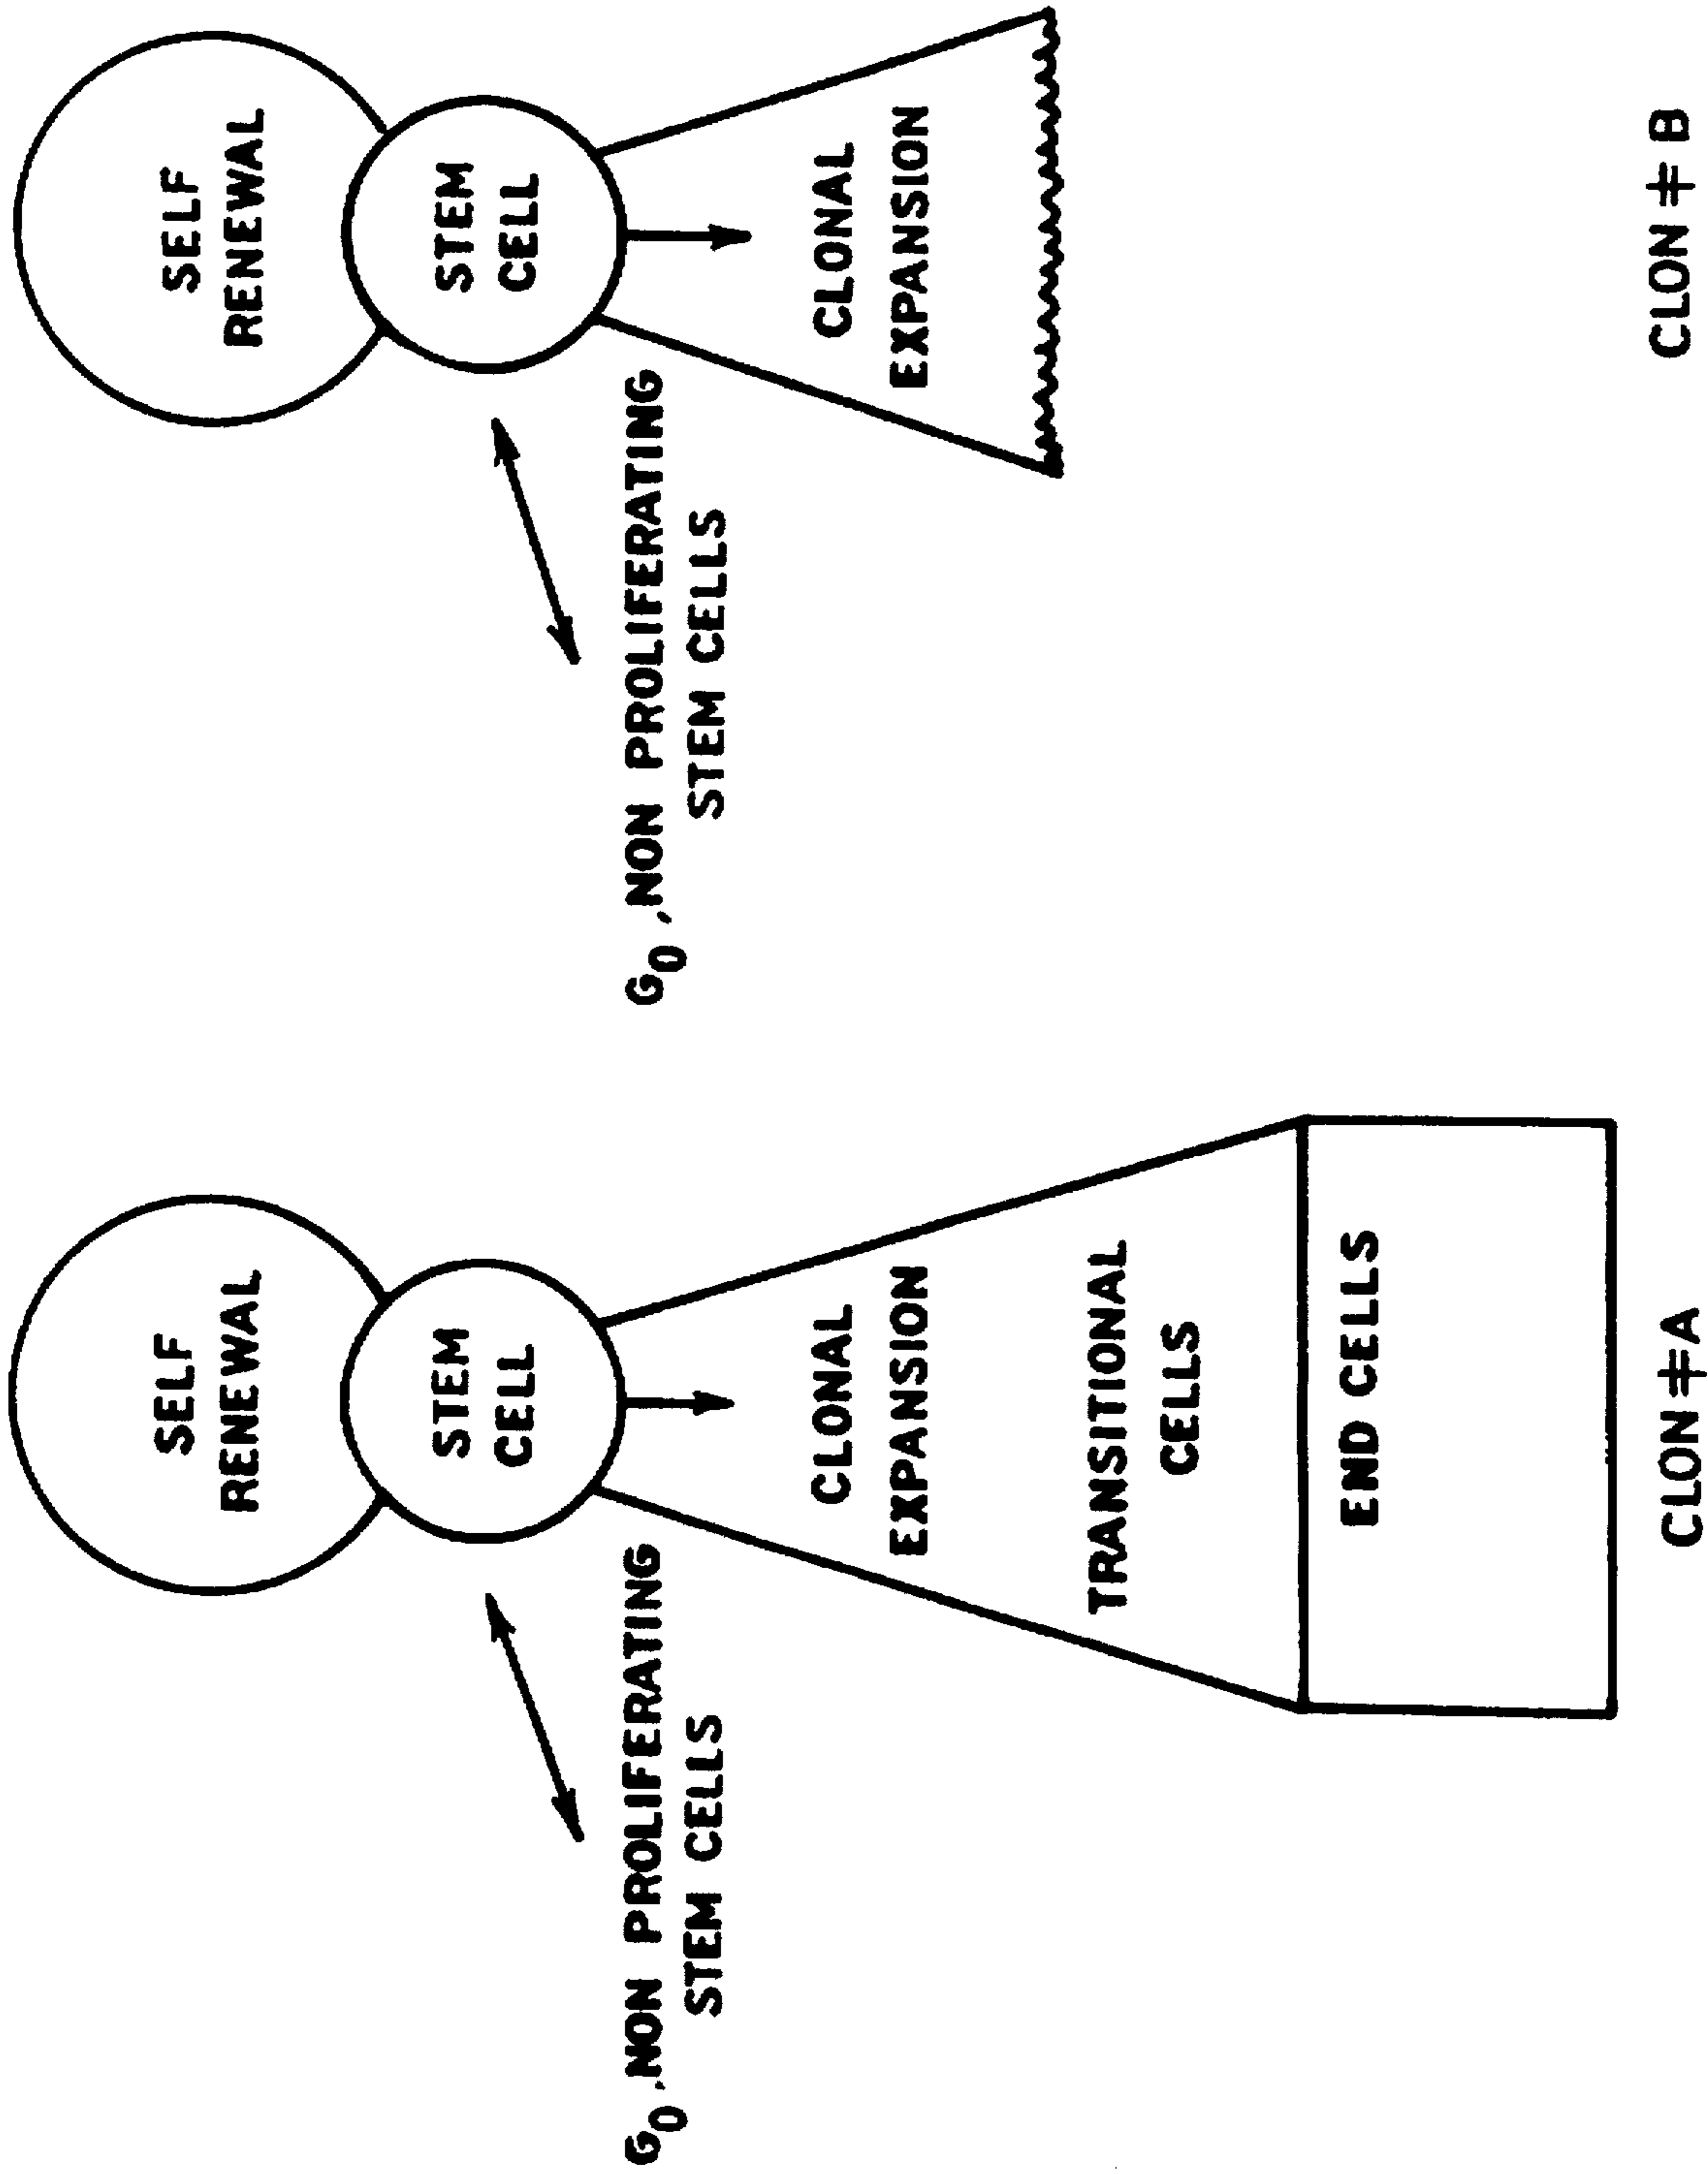 SELF
RENEWAL
STEM
CELL
G₀, NON PROLIFERATING
STEM CELLS
CLONAL
EXPANSION
TRANSITIONAL
CELLS
END CELLS
CLON #A
SELF
RENEWAL
STEM
CELL
G₀, NON PROLIFERATING
STEM CELLS
CLONAL
EXPANSION
CLON # B